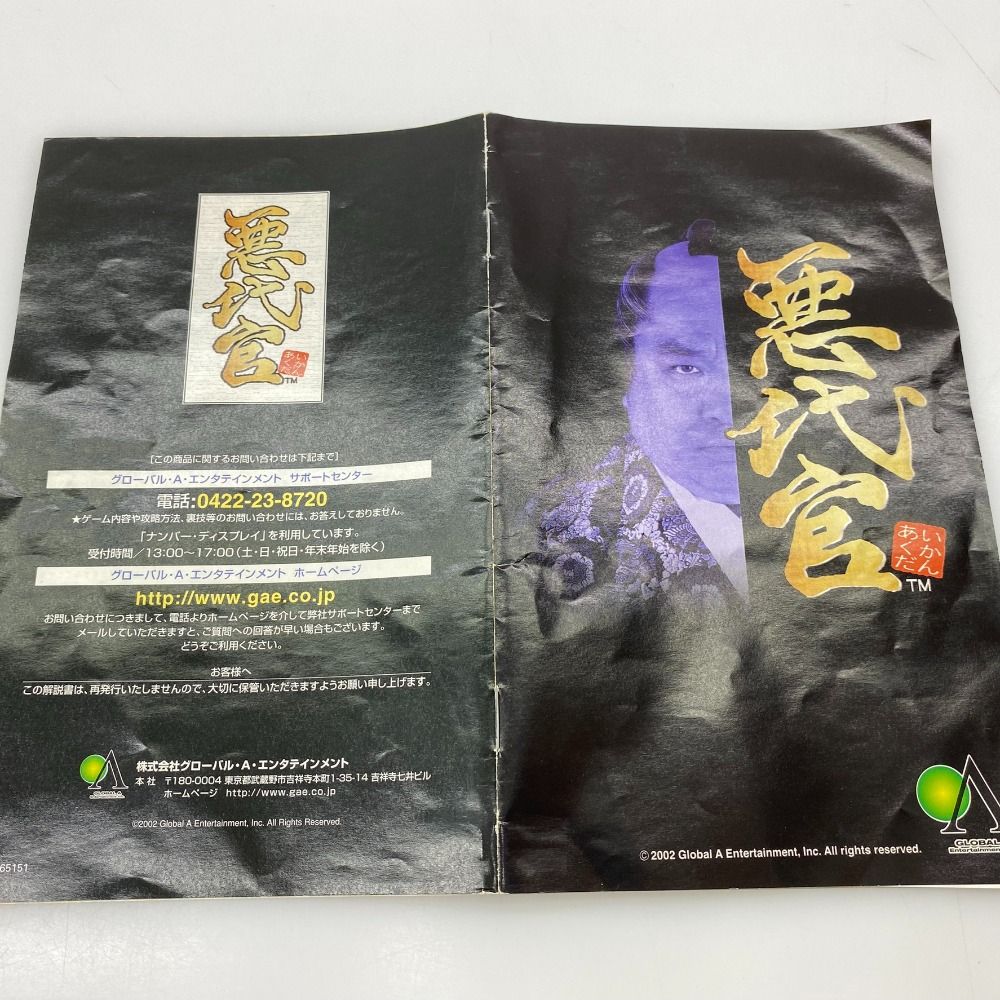 悪代官
いかん
あくだ
TM
[この商品に関するお問い合わせは下記まで]
グローバル・A・エンタテインメント サポートセンター
電話:0422-23-8720
★ゲーム内容や攻略方法、裏技等のお問い合わせには、お答えしておりません。
「ナンバー・ディスプレイ」を利用しています。
受付時間/13:00~17:00(土・日・祝日・年末年始を除く)
グローバル・A・エンタテインメント ホームページ
http://www.gae.co.jp
お問い合わせにつきまして、電話よりホームページを介して弊社サポートセンターまで
メールしていただきますと、ご質問への回答が早い場合もございます。
どうぞご利用ください。
お客様へ
この解説書は、再発行いたしませんので、大切に保管いただきますようお願い申し上げます。
GLOBAL A
株式会社グローバル・A・エンタテインメント
本 社 〒180-0004 東京都武蔵野市吉祥寺本町1-35-14 吉祥寺七井ビル
ホームページ http://www.gae.co.jp
©2002 Global A Entertainment, Inc. All Rights Reserved.
65151
悪代官
いかん
あくだ
TM
GLOBAL
Entertainment
©2002 Global A Entertainment, Inc. All rights reserved.